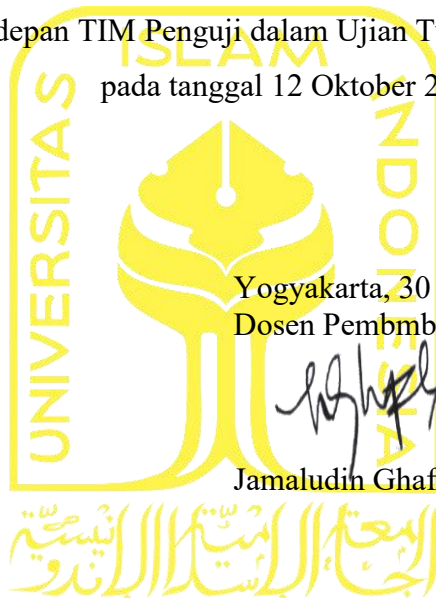 depan TIM Penguji dalam Ujian T
ISLAM
pada tanggal 12 Oktober 2
UNIVERSITAS
INDONESIA
Yogyakarta, 30
Dosen Pembmb
Jamaludin Ghaf